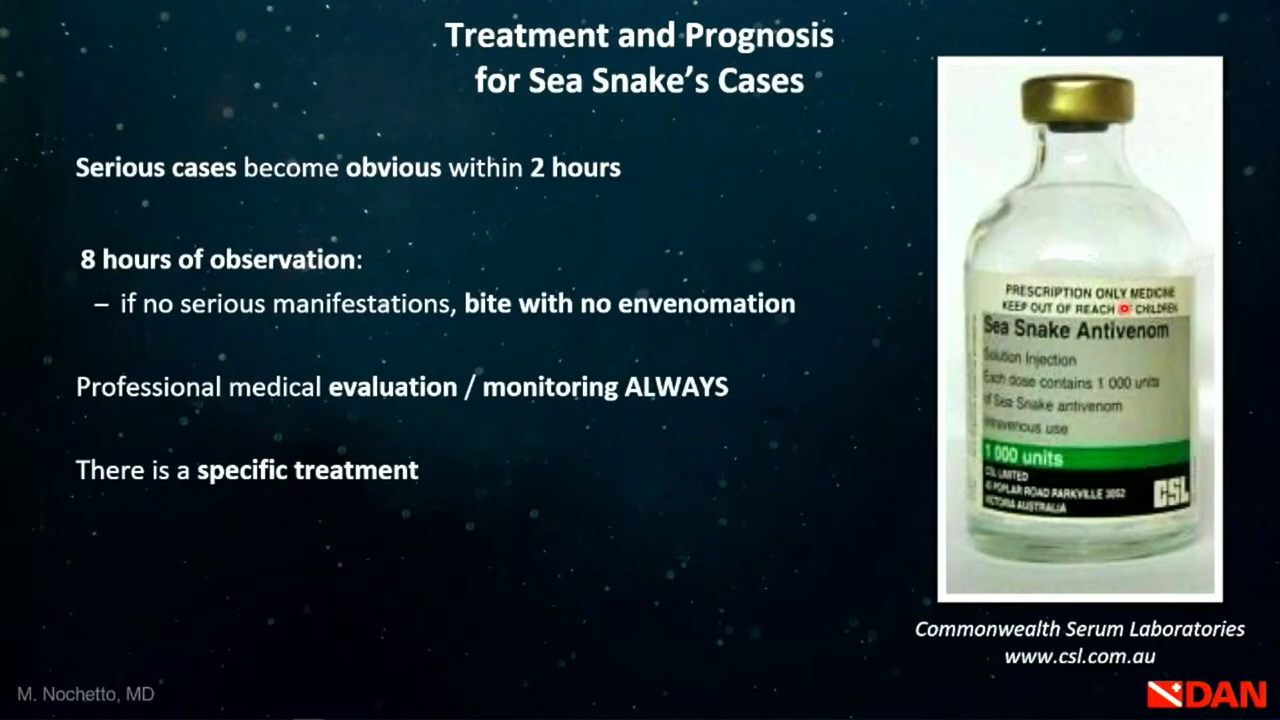 Treatment and Prognosis
for Sea Snake's Cases
Serious cases become obvious within 2 hours
8 hours of observation:
– if no serious manifestations, bite with no envenomation
Professional medical evaluation / monitoring ALWAYS
There is a specific treatment
PRESCRIPTION ONLY MEDICINE
KEEP OUT OF REACH OF CHILDREN
Sea Snake Antivenom
Solution Injection
Each dose contains 1 000 units
of Sea Snake antivenom
Intravenous use
1 000 units
CSL LIMITED
45 POPLAR ROAD PARKVILLE 3052
VICTORIA AUSTRALIA
CSL
Commonwealth Serum Laboratories
www.csl.com.au
M. Nochetto, MD
DAN